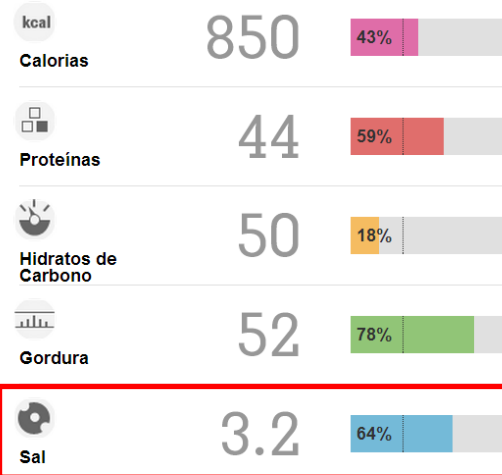 kcal
850
43%
Calorias
44
59%
Proteínas
50
18%
Hidratos de
Carbono
52
78%
Gordura
3.2
64%
Sal